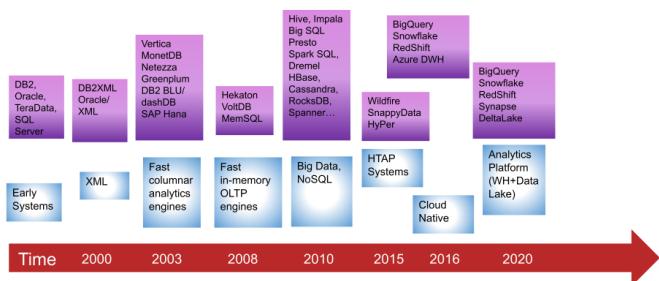 DB2,
Oracle,
TeraData,
SQL
Server
DB2XML
Oracle/
XML
Vertica
MonetDB
Netezza
Greenplum
DB2 BLU/
dashDB
SAP Hana
Hekaton
VoltDB
MemSQL
Hive, Impala
Big SQL
Presto
Spark SQL,
Dremel
HBase,
Cassandra,
RocksDB,
Spanner…
Wildfire
SnappyData
HyPer
BigQuery
Snowflake
RedShift
Azure DWH
BigQuery
Snowflake
RedShift
Synapse
DeltaLake
Early
Systems
XML
Fast
columnar
analytics
engines
Fast
in-memory
OLTP
engines
Big Data,
NoSQL
HTAP
Systems
Cloud
Native
Analytics
Platform
(WH+Data
Lake)
Time 2000 2003 2008 2010 2015 2016 2020